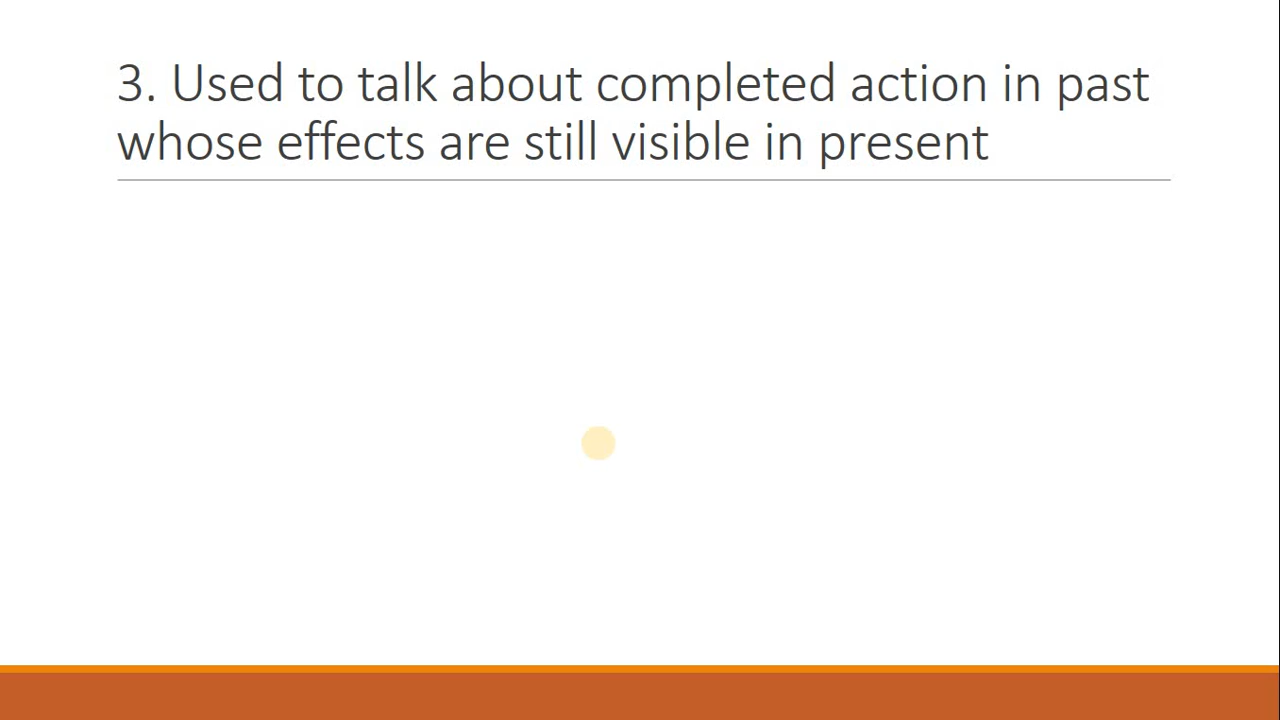 3. Used to talk about completed action in past
whose effects are still visible in present